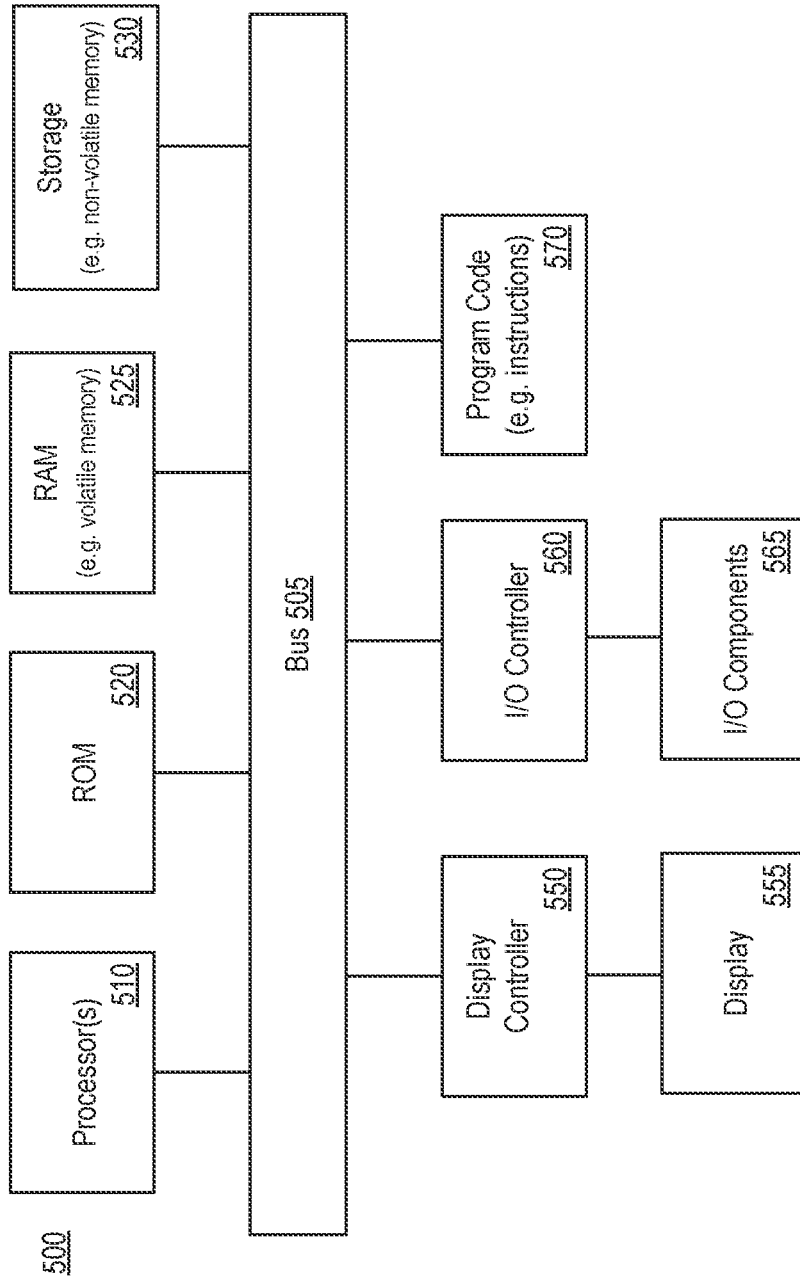 500
Processor(s)
510
ROM
520
RAM
(e.g. volatile memory)
525
Storage
(e.g. non-volatile memory)
530
Bus 505
Display
Controller
550
I/O Controller
560
Program Code
(e.g. instructions)
570
Display
555
I/O Components
565